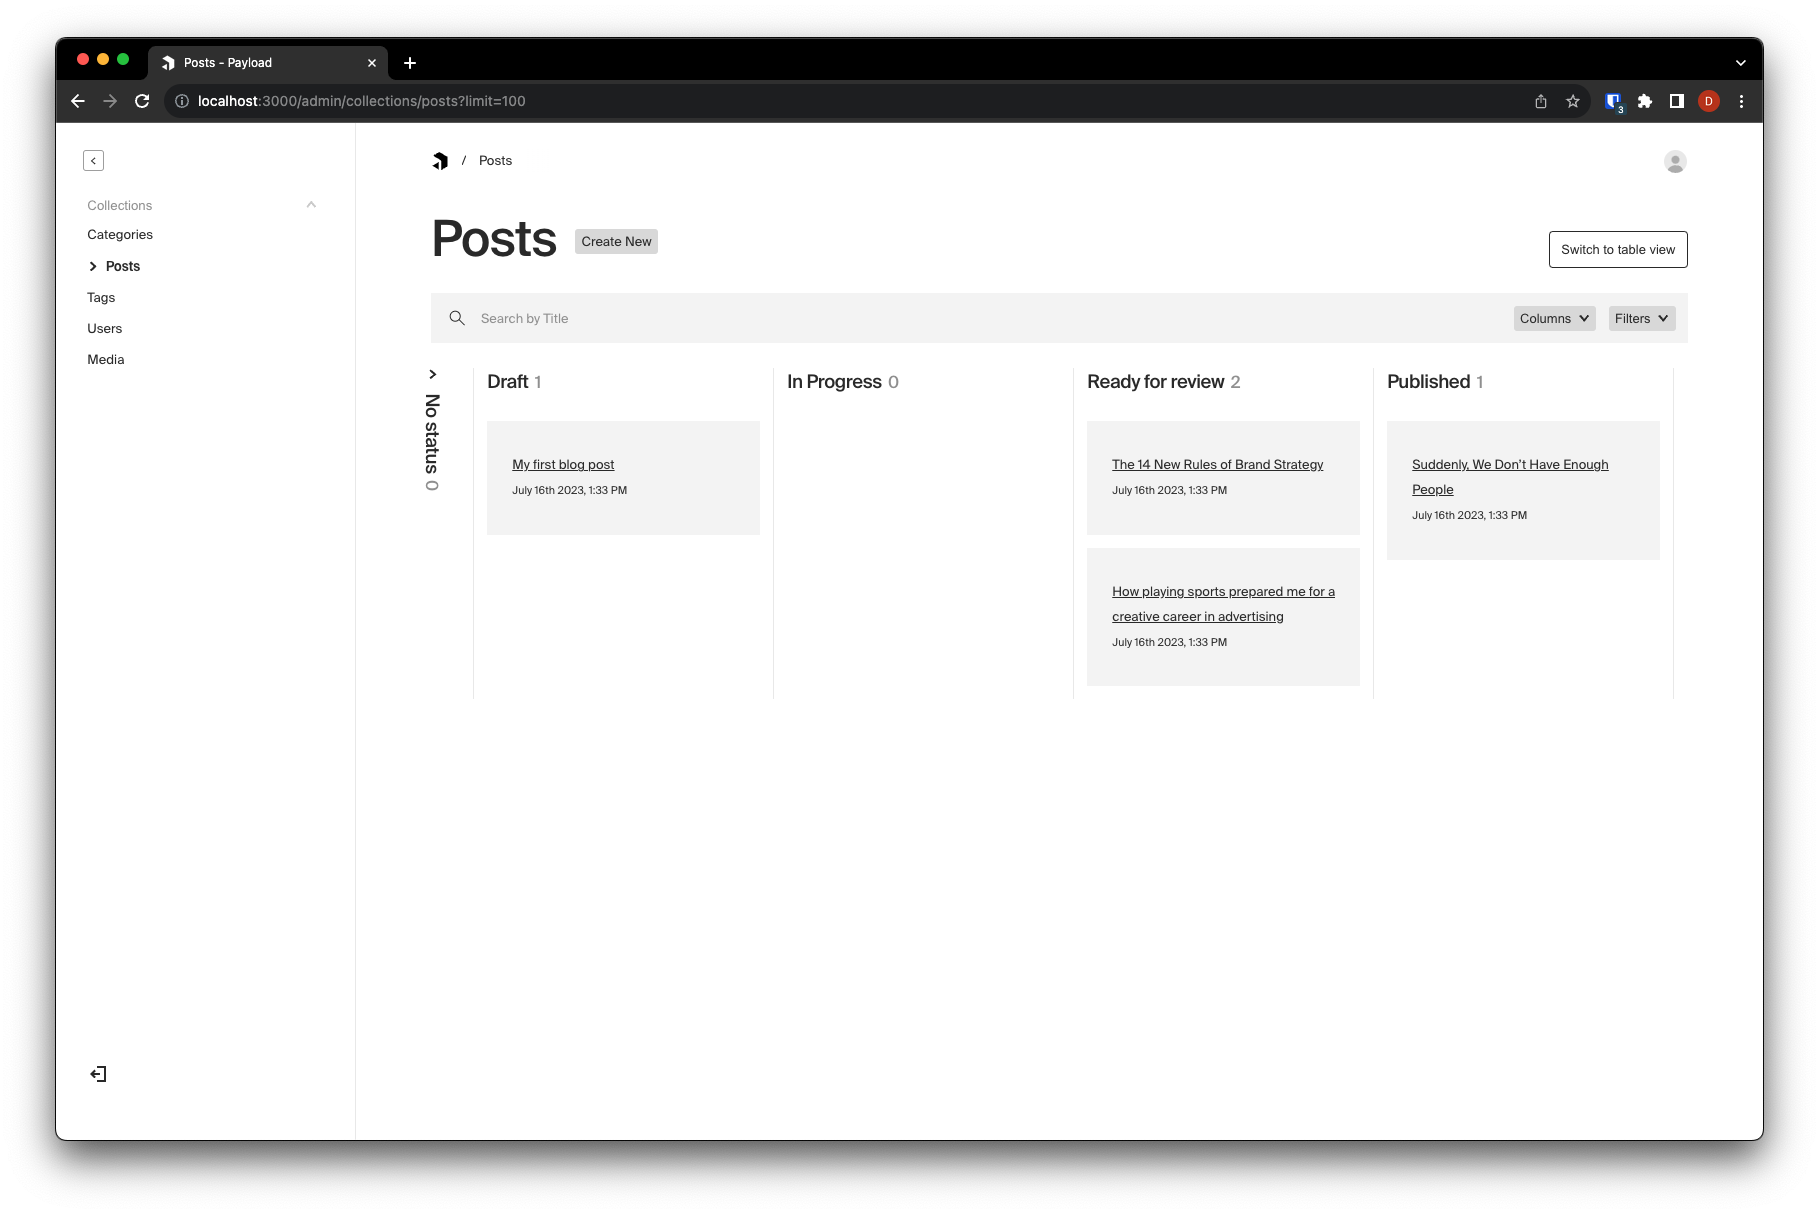 Posts - Payload
localhost:3000/admin/collections/posts?limit=100
3
D
/ Posts
Collections
Categories
Posts
Tags
Users
Media
Posts
Create New
Switch to table view
Search by Title
Columns
Filters
No status 0
Draft 1
My first blog post
July 16th 2023, 1:33 PM
In Progress 0
Ready for review 2
The 14 New Rules of Brand Strategy
July 16th 2023, 1:33 PM
How playing sports prepared me for a
creative career in advertising
July 16th 2023, 1:33 PM
Published 1
Suddenly, We Don’t Have Enough
People
July 16th 2023, 1:33 PM